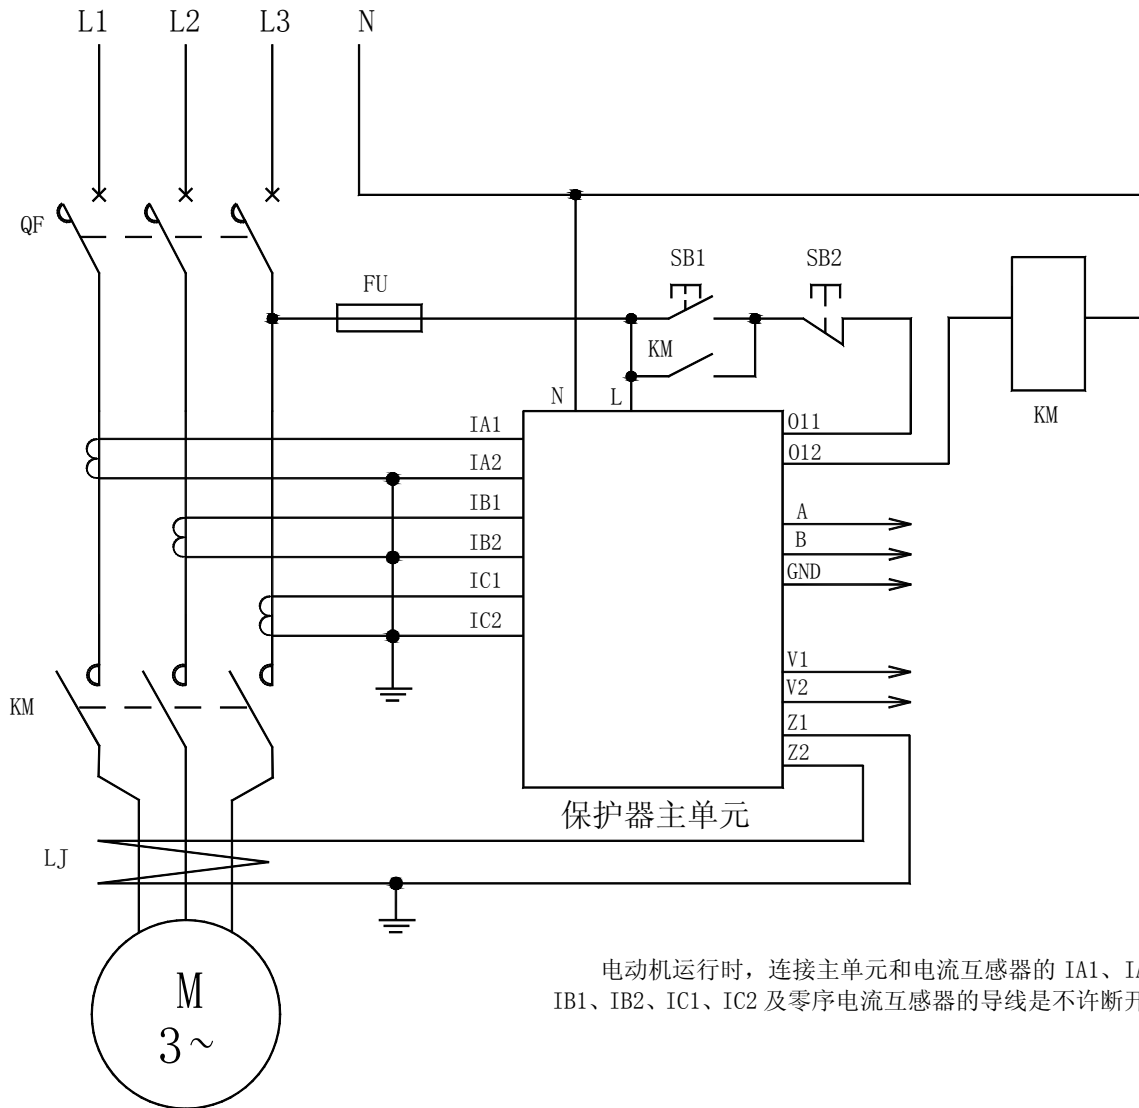 L1 L2 L3 N
QF
SB1 SB2
FU
KM
N L
KM
IA1
O11
IA2
O12
IB1
A
IB2
B
IC1
GND
IC2
V1
V2
KM
Z1
Z2
保护器主单元
LJ
M
3~
电动机运行时，连接主单元和电流互感器的 IA1、IA
IB1、IB2、IC1、IC2 及零序电流互感器的导线是不许断开